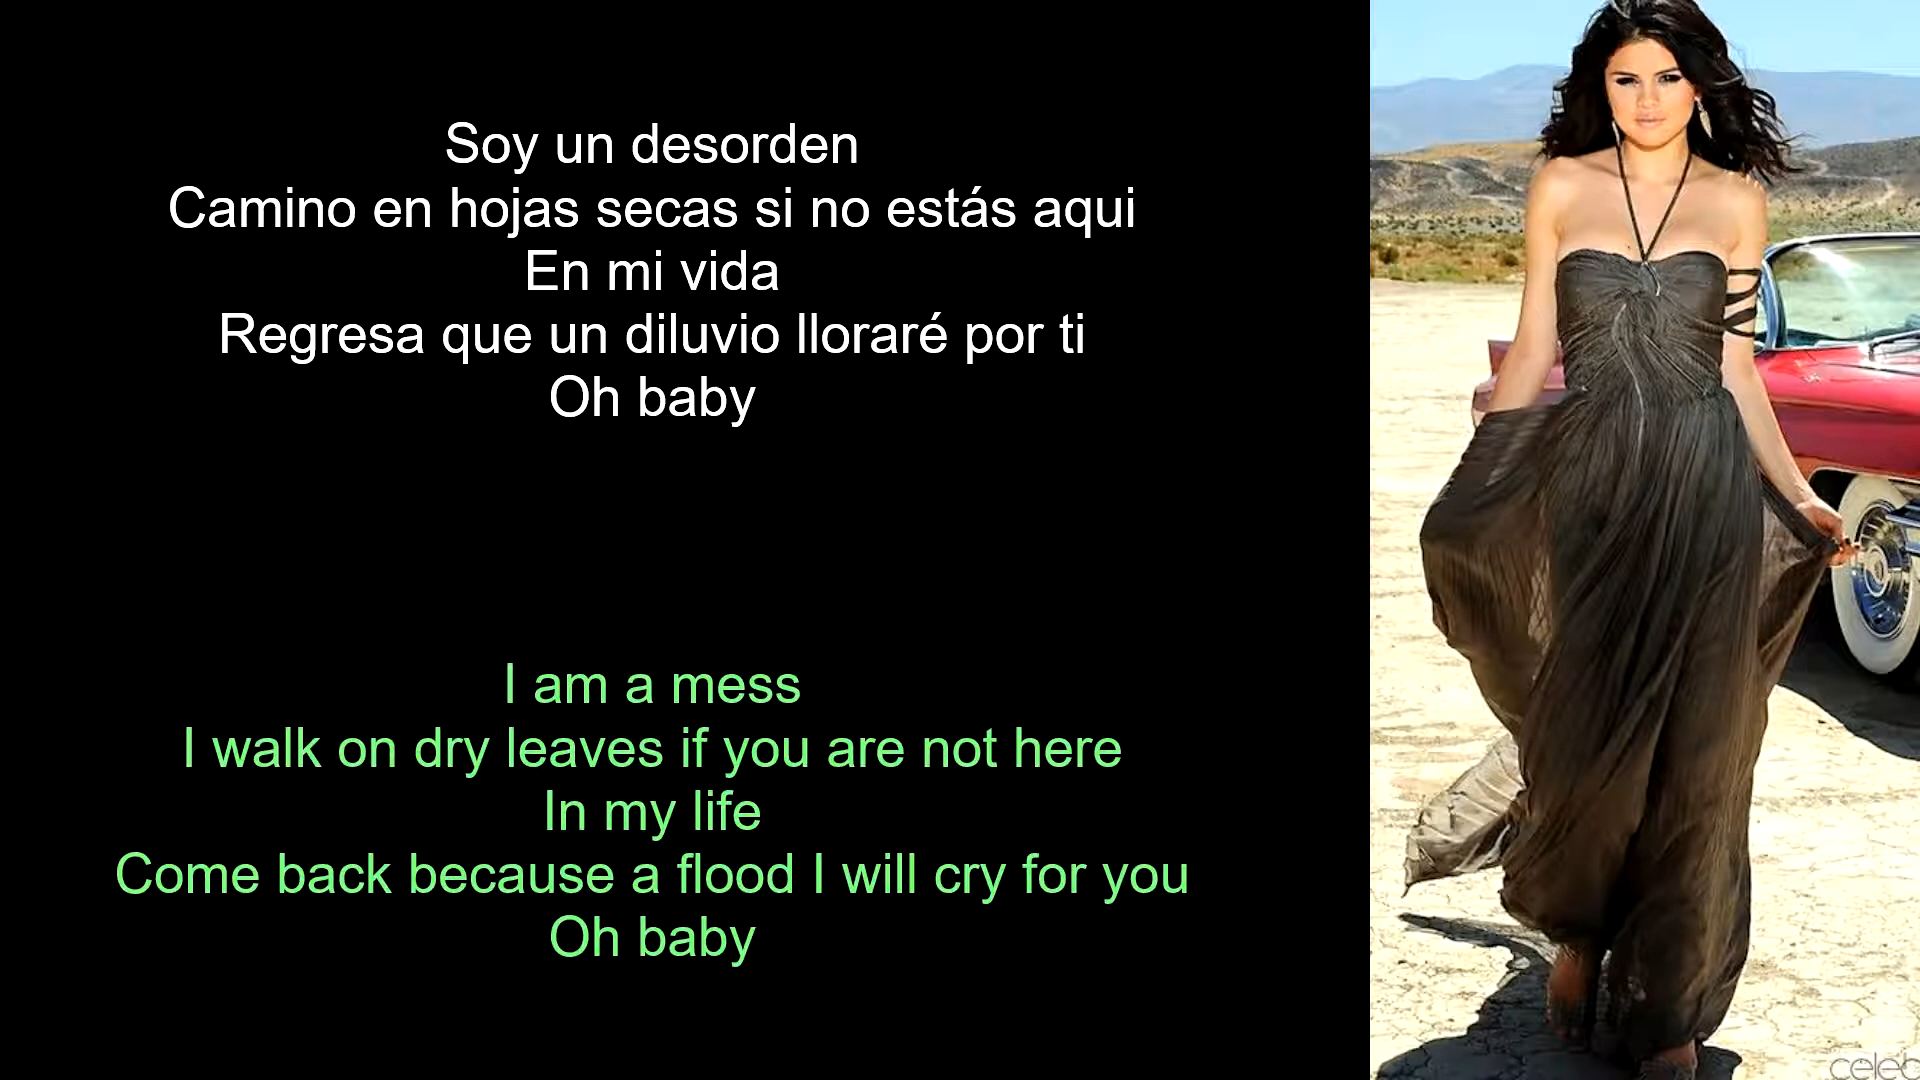 Soy un desorden
Camino en hojas secas si no estás aqui
En mi vida
Regresa que un diluvio lloraré por ti
Oh baby
I am a mess
I walk on dry leaves if you are not here
In my life
Come back because a flood I will cry for you
Oh baby
celeb